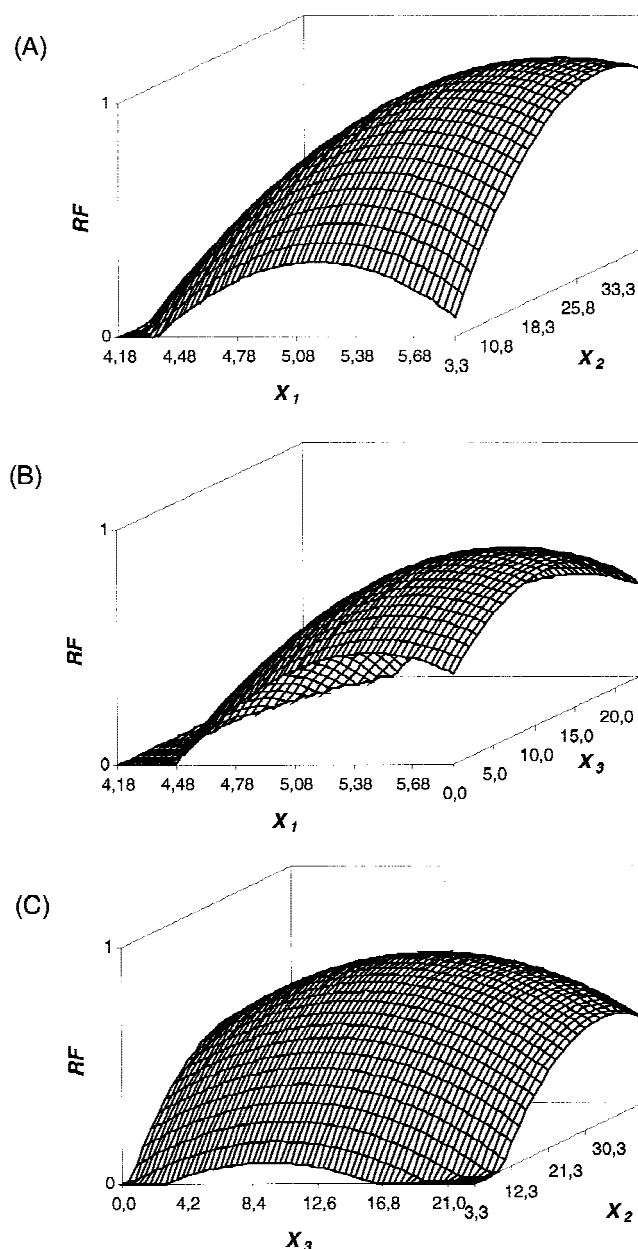 (A)
1
RF
0
4,18 4,48 4,78 5,08 5,38 5,68 3,3
10,8 18,3 25,8 33,3
X1
X2
(B)
1
RF
0
4,18 4,48 4,78 5,08 5,38 5,68 0,0
5,0 10,0 15,0 20,0
X1
X3
(C)
1
RF
0
0,0 4,2 8,4 12,6 16,8 21,0 3,3
12,3 21,3 30,3
X3
X2